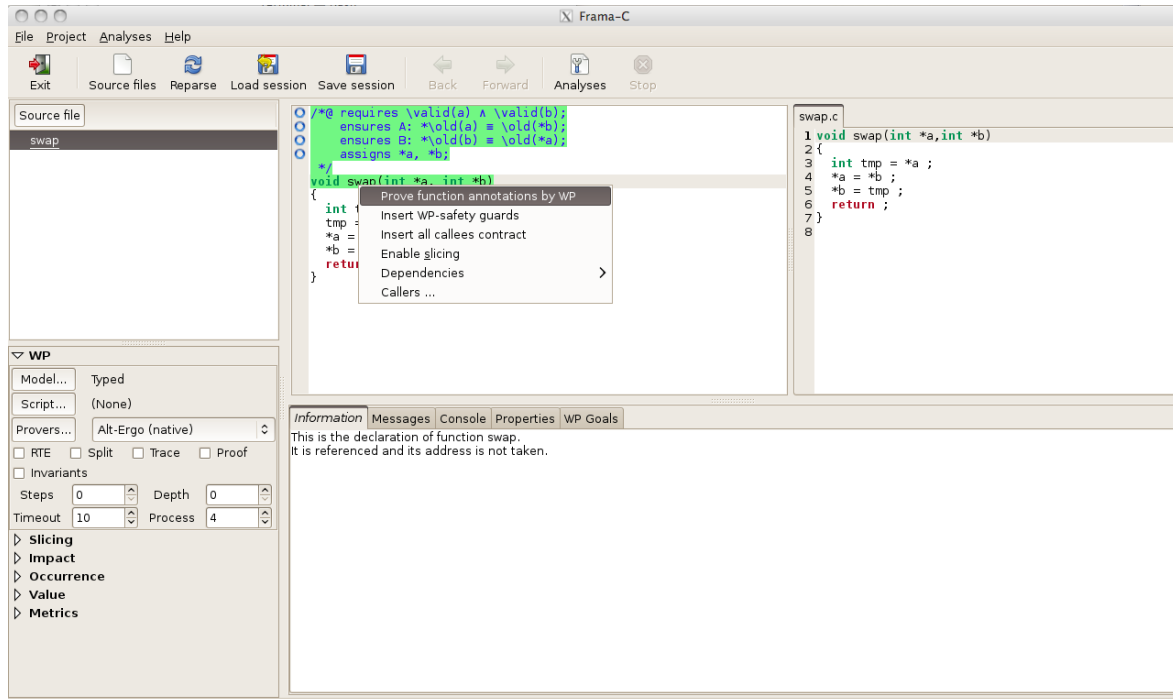 Frama-C
File Project Analyses Help
Exit Source files Reparse Load session Save session Back Forward Analyses Stop
Source file
swap
/*@ requires \valid(a) ∧ \valid(b);
ensures A: *\old(a) ≡ \old(*b);
ensures B: *\old(b) ≡ \old(*a);
assigns *a, *b;
*/
void swap(int *a, int *b)
{
int
tmp =
*a =
*b =
}
Prove function annotations by WP
Insert WP-safety guards
Insert all callees contract
Enable slicing
Dependencies
Callers ...
swap.c
1 void swap(int *a,int *b)
2 {
3 int tmp = *a ;
4 *a = *b ;
5 *b = tmp ;
6 return ;
7 }
8
WP
Model... Typed
Script... (None)
Provers... Alt-Ergo (native)
RTE Split Trace Proof
Invariants
Steps 0 Depth 0
Timeout 10 Process 4
Slicing
Impact
Occurrence
Value
Metrics
Information Messages Console Properties WP Goals
This is the declaration of function swap.
It is referenced and its address is not taken.